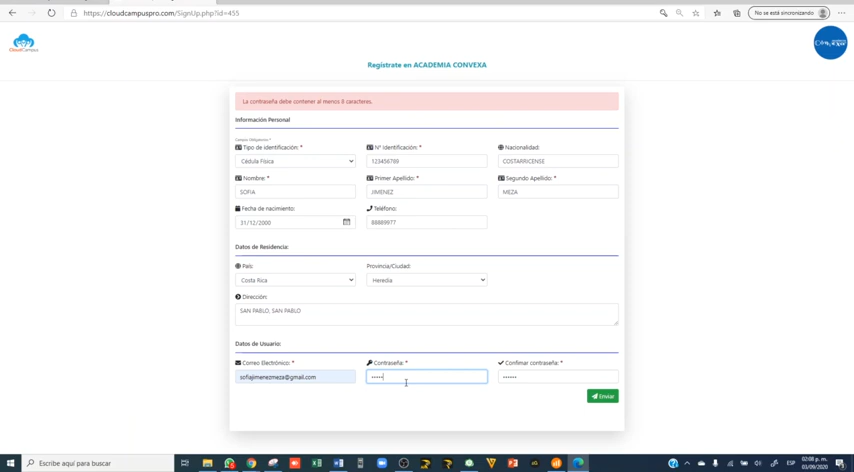 https://cloudcampuspro.com/SignUp.php?id=455
No se está sincronizando
CloudCampus
Regístrate en ACADEMIA CONVEXA
La contraseña debe contener al menos 8 caracteres.
Información Personal
Campos Obligatorios *
Tipo de identificación: *
N° Identificación: *
Nacionalidad:
Cédula Física
123456789
COSTARRICENSE
Nombre: *
Primer Apellido: *
Segundo Apellido: *
SOFIA
JIMENEZ
MEZA
Fecha de nacimiento:
Teléfono:
31/12/2000
88889977
Datos de Residencia:
País:
Provincia/Ciudad:
Costa Rica
Heredia
Dirección:
SAN PABLO, SAN PABLO
Datos de Usuario:
Correo Electrónico: *
Contraseña: *
Confimar contraseña: *
sofiajimenezmeza@gmail.com
Enviar
Escribe aquí para buscar
ESP
02:08 p. m.
03/09/2020